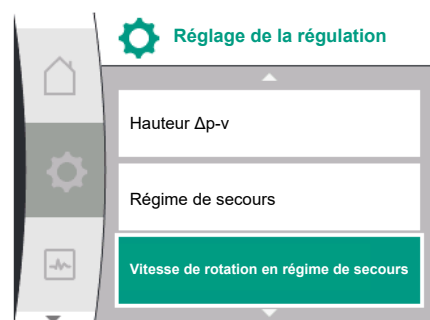 Réglage de la régulation
Hauteur Δp-v
Régime de secours
Vitesse de rotation en régime de secours